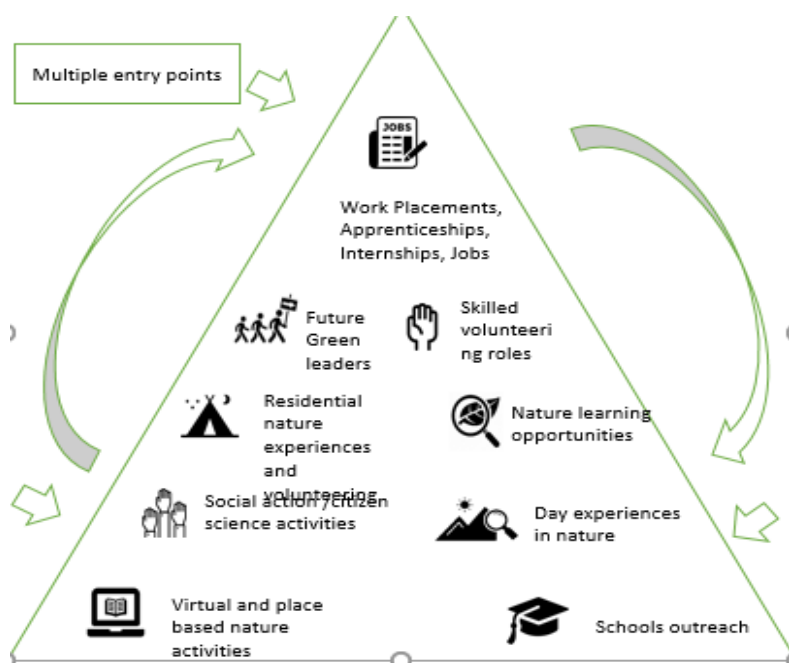 Multiple entry points
JOBS
Work Placements,
Apprenticeships,
Internships, Jobs
Future
Green
leaders
Skilled
volunteeri
ng roles
Residential
nature
experiences
and
volunteering
Nature learning
opportunities
Social action /citizen
science activities
Day experiences
in nature
Virtual and place
based nature
activities
Schools outreach